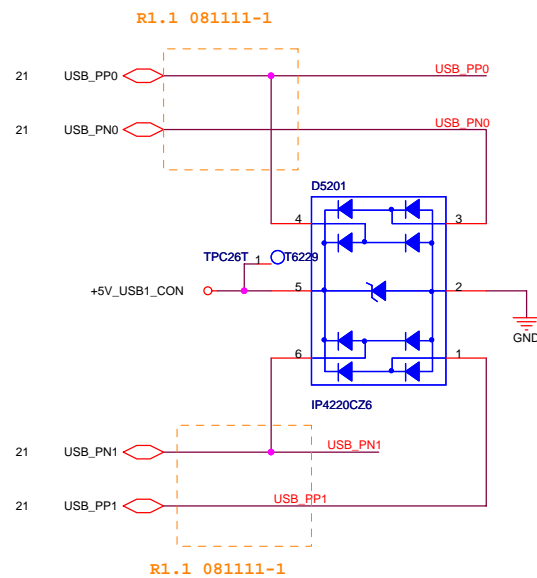 R1.1 081111-1
21 USB_PP0 USB_PP0
21 USB_PN0 USB_PN0
D5201
4 3
TPC26T 1 T6229
+5V_USB1_CON 5 2
GND
6 1
IP4220CZ6
21 USB_PN1 USB_PN1
21 USB_PP1 USB_PP1
R1.1 081111-1